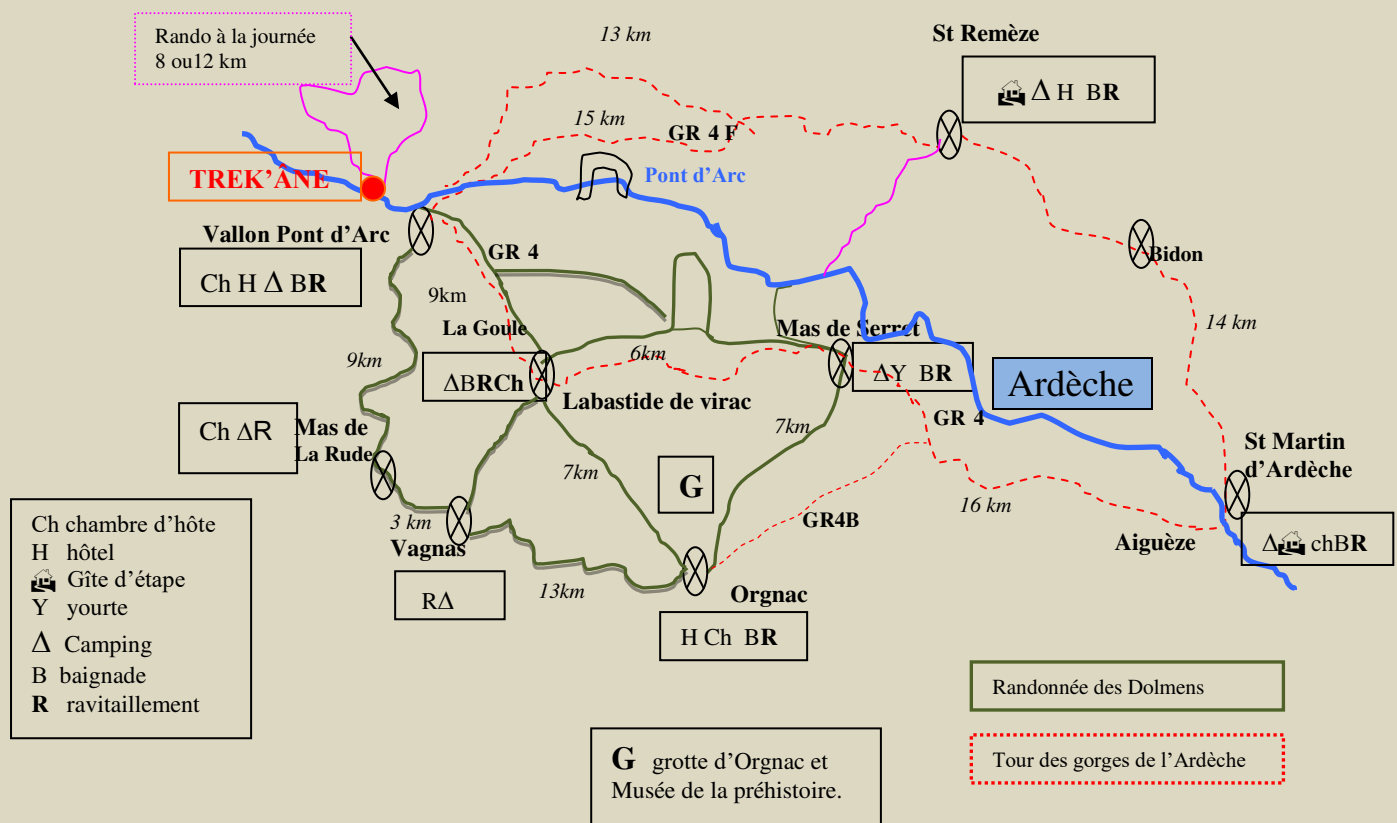 Rando à la journée
8 ou12 km
13 km
St Remèze
Δ H BR
15 km
GR 4 F
TREK'ÂNE
Pont d'Arc
Vallon Pont d'Arc
Ch H Δ BR
GR 4
Bidon
9km
La Goule
Mas de Serret
14 km
9km
6km
ΔBRCh
ΔY BR
Ardèche
Labastide de virac
GR 4
Ch ΔR
Mas de
La Rude
7km
St Martin
d'Ardèche
7km
G
16 km
3 km
GR4B
Vagnas
Aiguèze
Δ chBR
13km
Orgnac
RΔ
H Ch BR
Ch chambre d'hôte
H hôtel
Gîte d'étape
Y yourte
Δ Camping
B baignade
R ravitaillement
Randonnée des Dolmens
G grotte d'Orgnac et
Musée de la préhistoire.
Tour des gorges de l'Ardèche